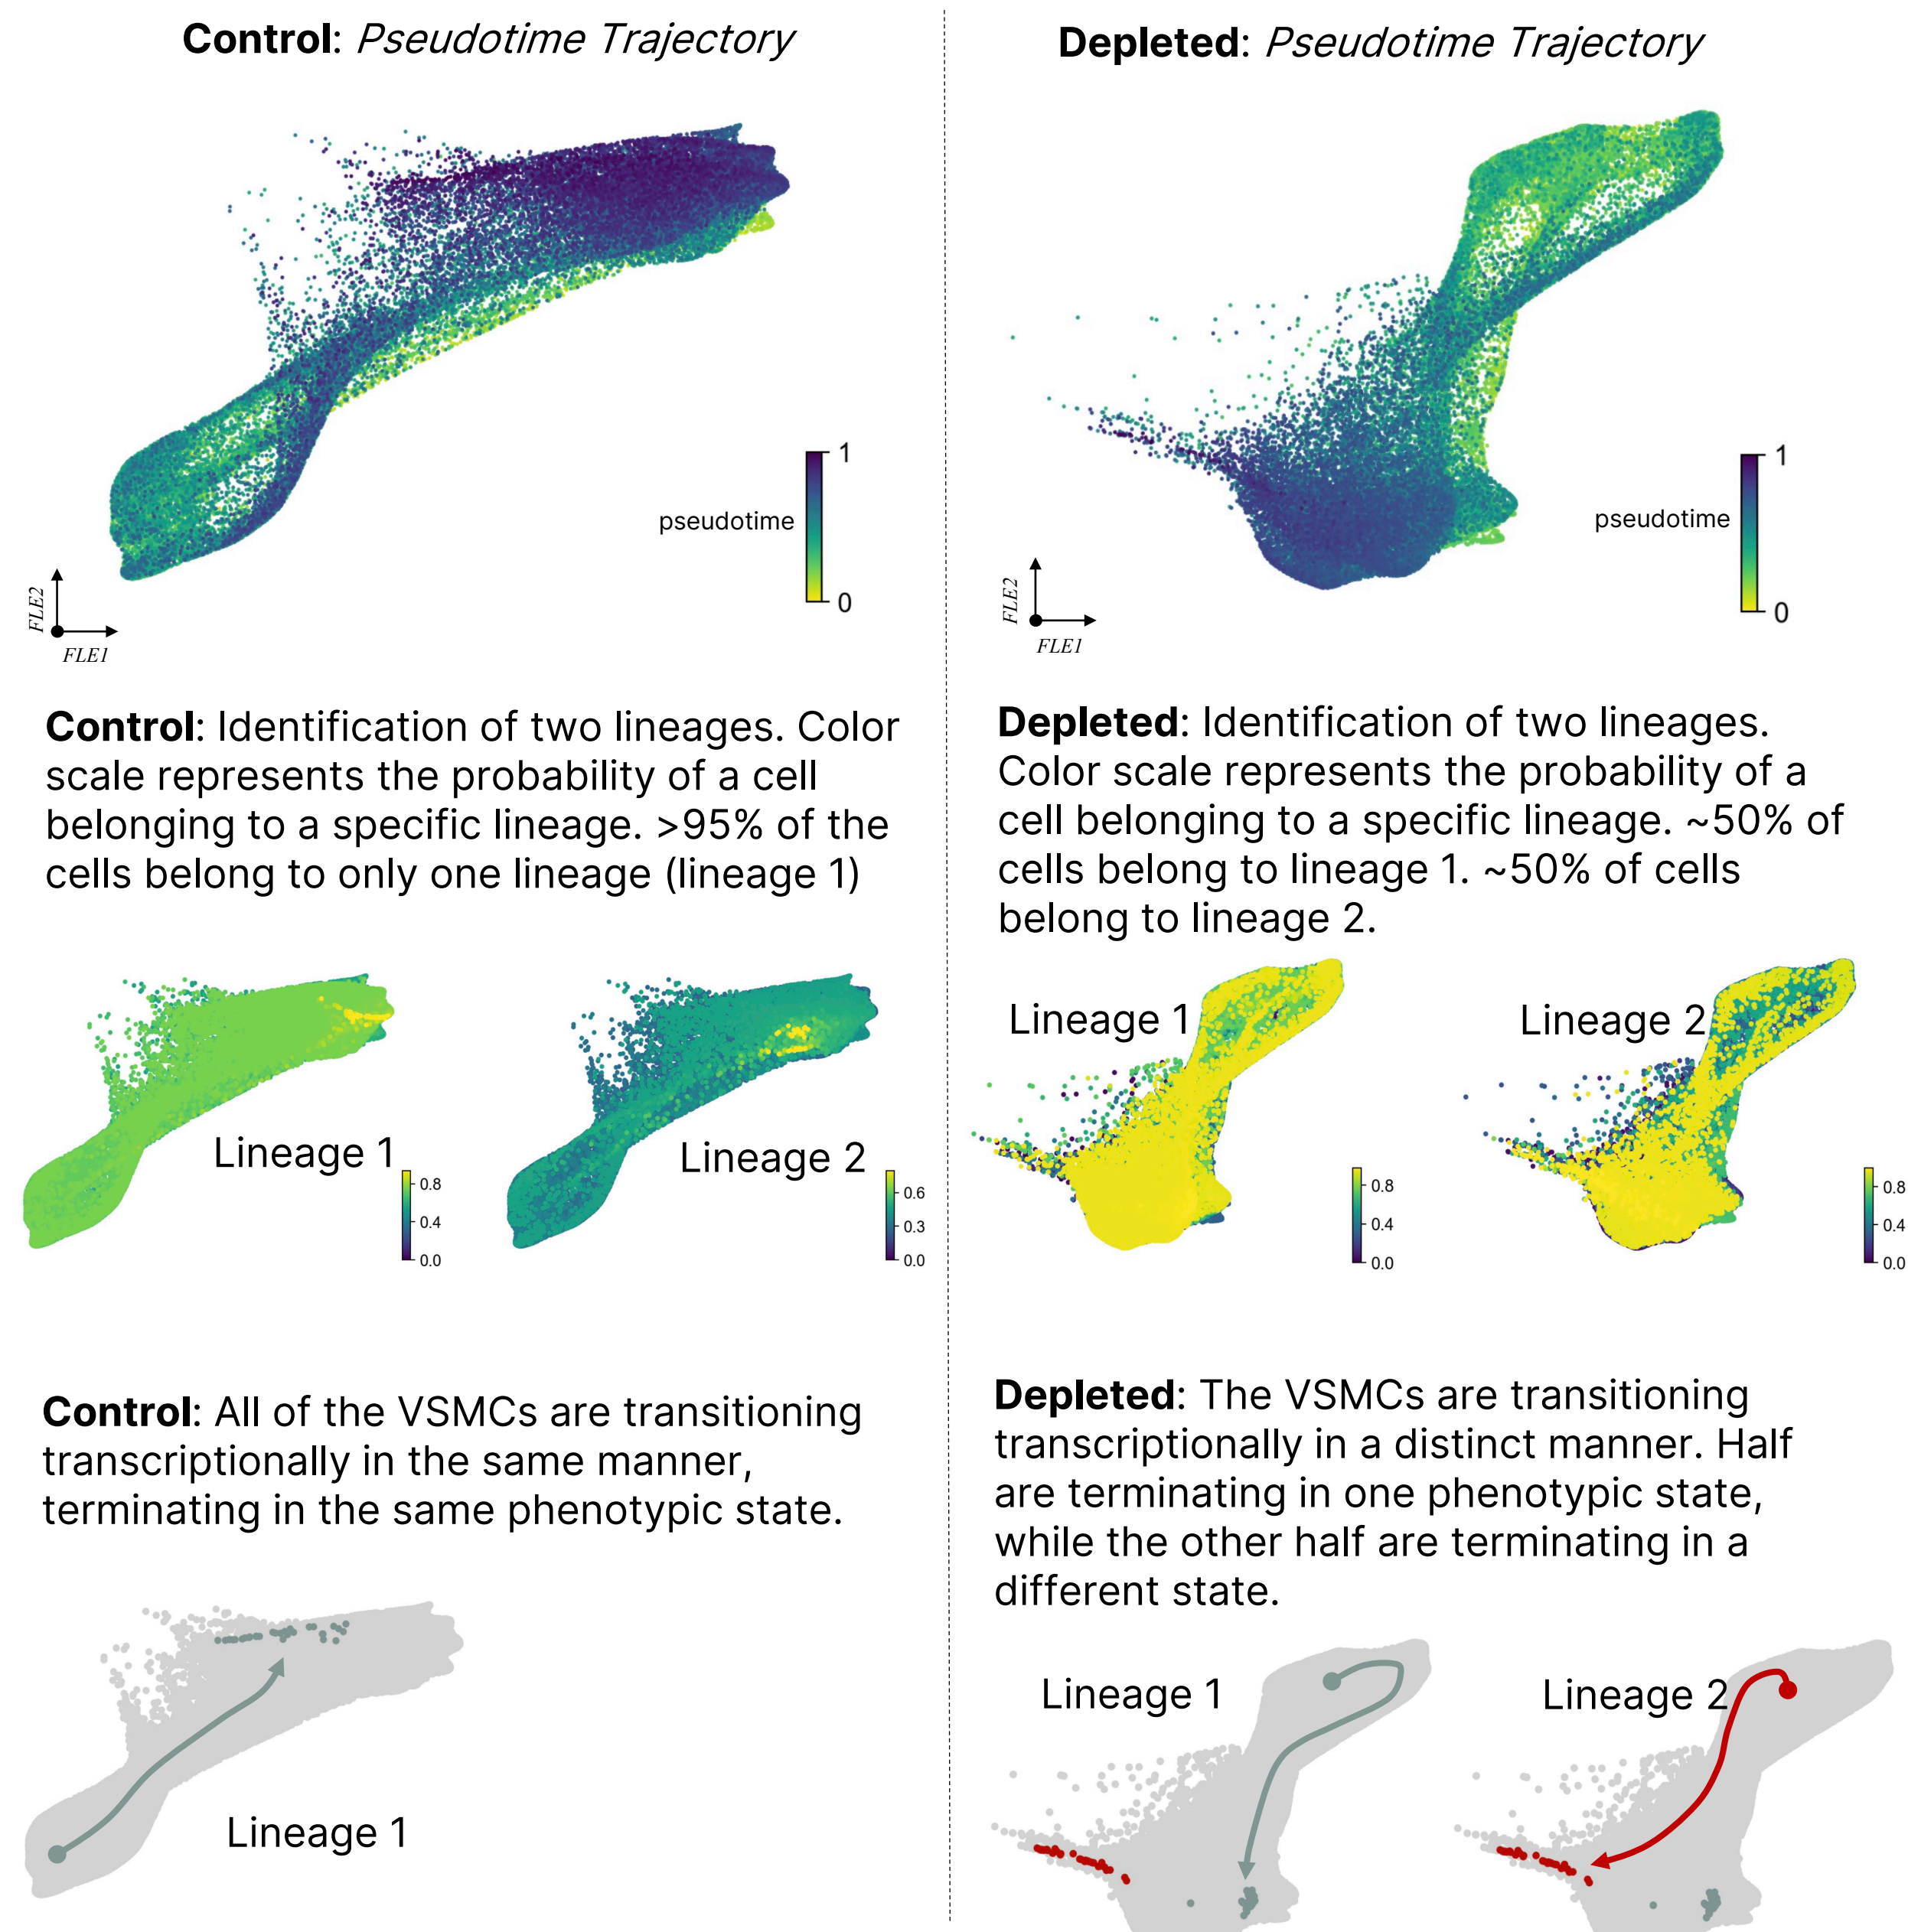 Control: Pseudotime Trajectory
1
pseudotime
0
FLE2
FLE1
Control: Identification of two lineages. Color
scale represents the probability of a cell
belonging to a specific lineage. >95% of the
cells belong to only one lineage (lineage 1)
Lineage 1
0.8
0.4
0.0
Lineage 2
0.6
0.3
0.0
Control: All of the VSMCs are transitioning
transcriptionally in the same manner,
terminating in the same phenotypic state.
Lineage 1
Depleted: Pseudotime Trajectory
1
pseudotime
0
FLE2
FLE1
Depleted: Identification of two lineages.
Color scale represents the probability of a
cell belonging to a specific lineage. ~50% of
cells belong to lineage 1. ~50% of cells
belong to lineage 2.
Lineage 1
0.8
0.4
0.0
Lineage 2
0.8
0.4
0.0
Depleted: The VSMCs are transitioning
transcriptionally in a distinct manner. Half
are terminating in one phenotypic state,
while the other half are terminating in a
different state.
Lineage 1
Lineage 2